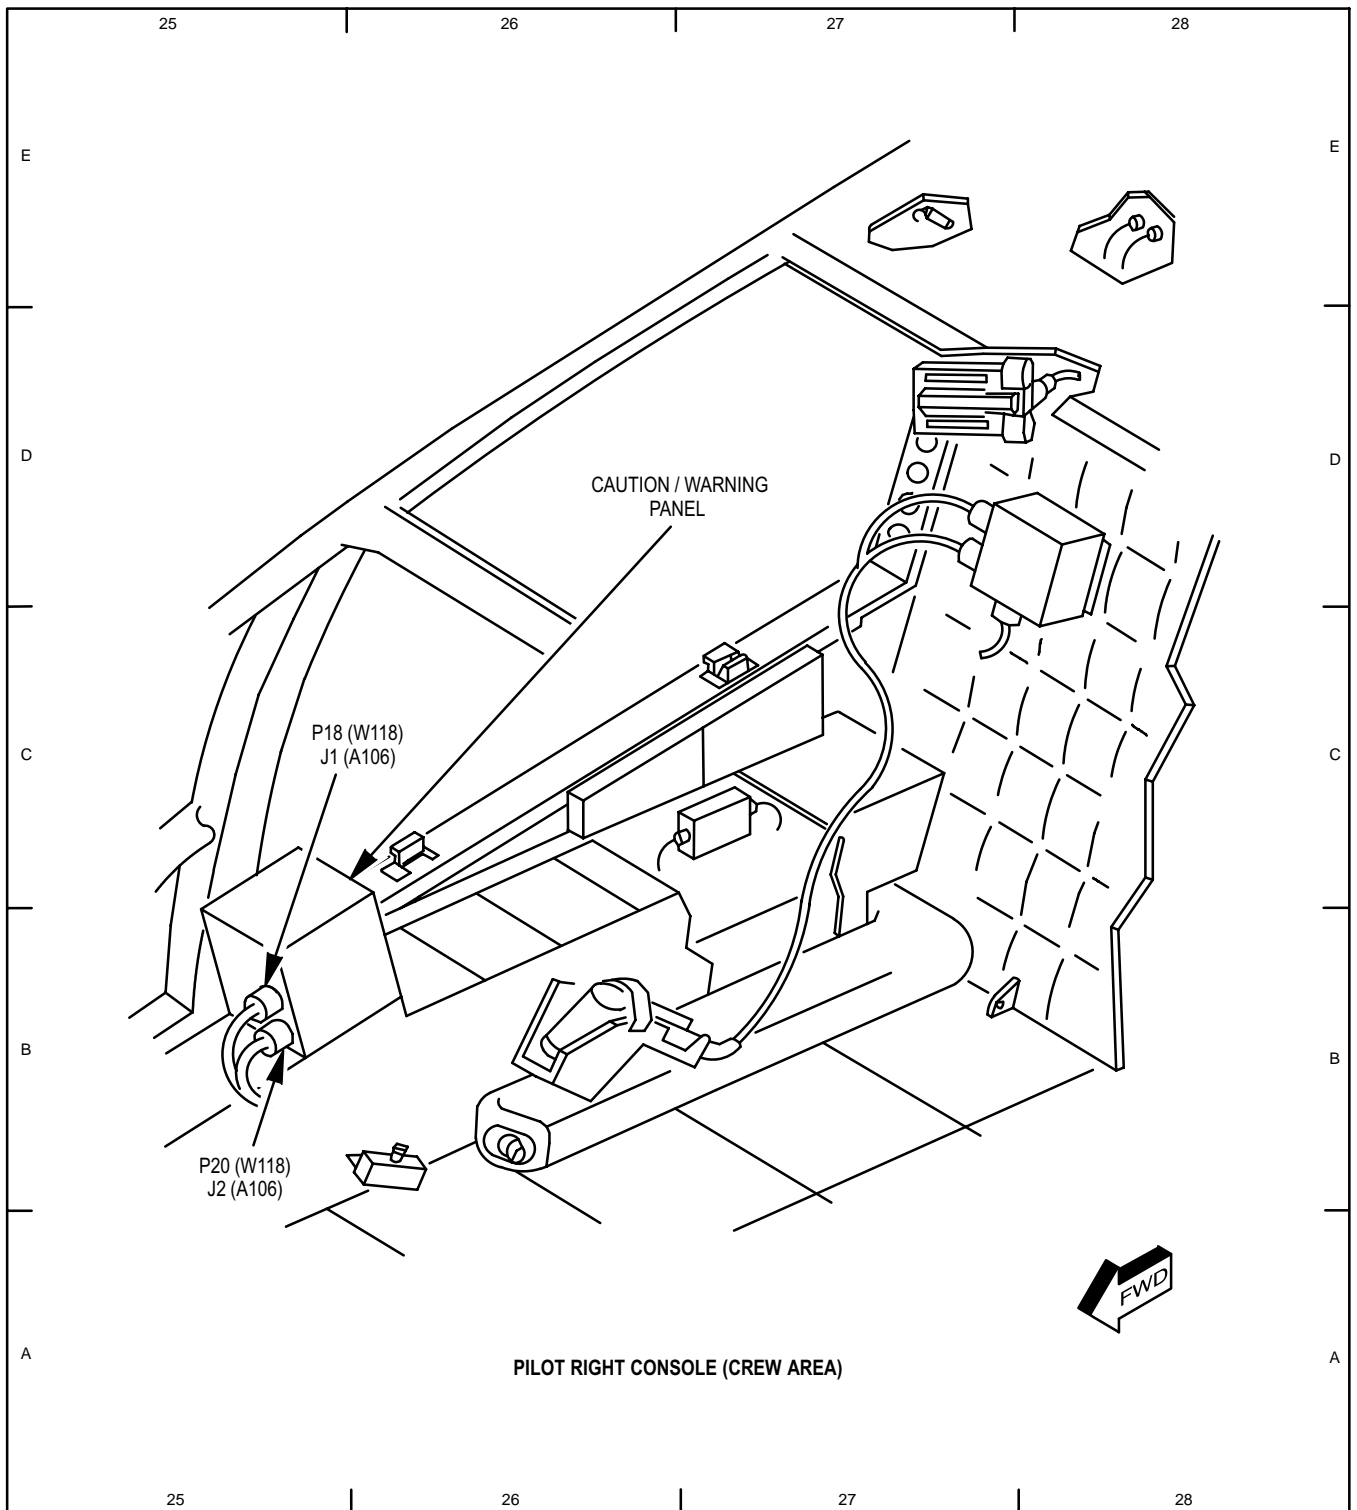 25 26 27 28
E E
D D
CAUTION / WARNING
PANEL
P18 (W118)
J1 (A106)
C C
B B
P20 (W118)
J2 (A106)
FWD
A A
PILOT RIGHT CONSOLE (CREW AREA)
25 26 27 28